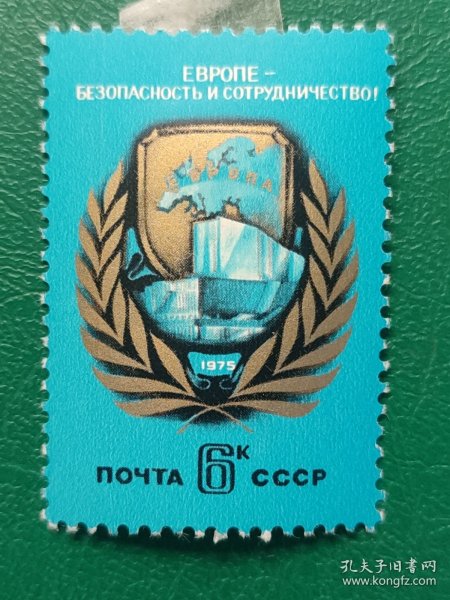 ЕВРОПЕ –
БЕЗОПАСНОСТЬ И СОТРУДНИЧЕСТВО!
EUROPA
1975
ПОЧТА 6К СССР
孔夫子旧书网
www.kongfz.com